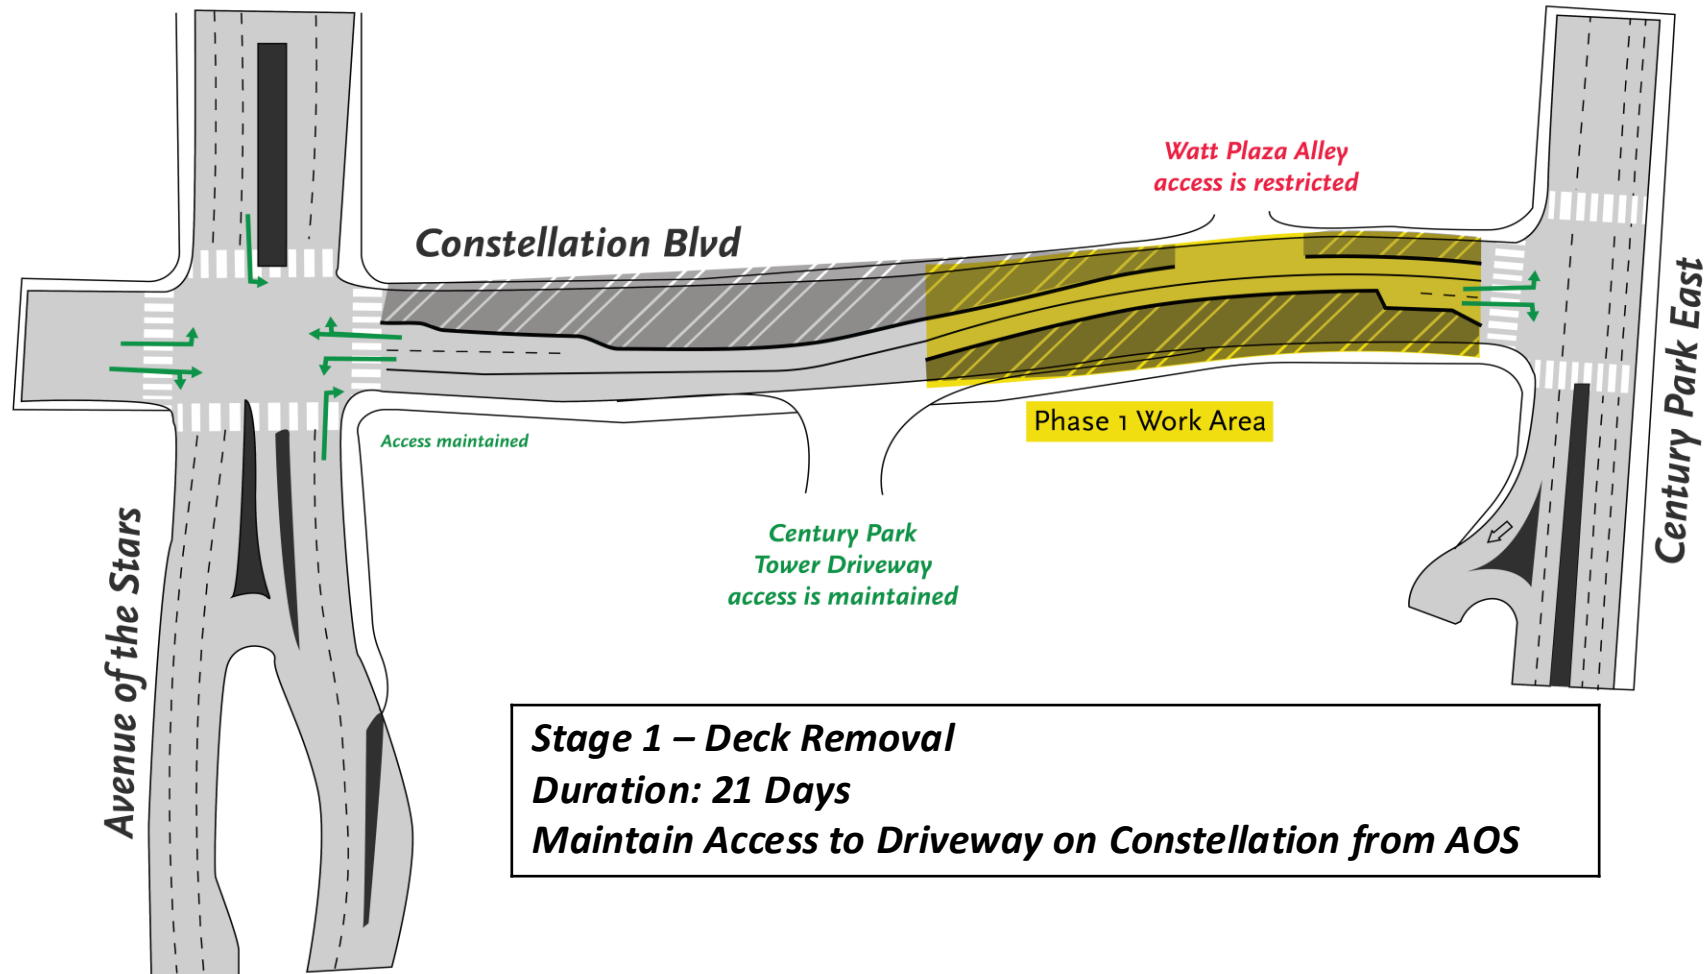 Watt Plaza Alley
access is restricted
Constellation Blvd
Century Park East
Phase 1 Work Area
Access maintained
Avenue of the Stars
Century Park
Tower Driveway
access is maintained
Stage 1 – Deck Removal
Duration: 21 Days
Maintain Access to Driveway on Constellation from AOS